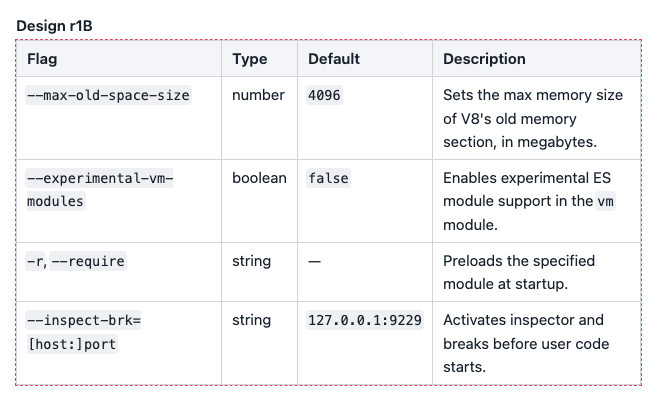 Design r1B
Flag Type Default Description
--max-old-space-size number 4096 Sets the max memory size
of V8's old memory
section, in megabytes.
--experimental-vm- boolean false Enables experimental ES
modules module support in the vm
module.
-r, --require string — Preloads the specified
module at startup.
--inspect-brk= string 127.0.0.1:9229 Activates inspector and
[host:]port breaks before user code
starts.